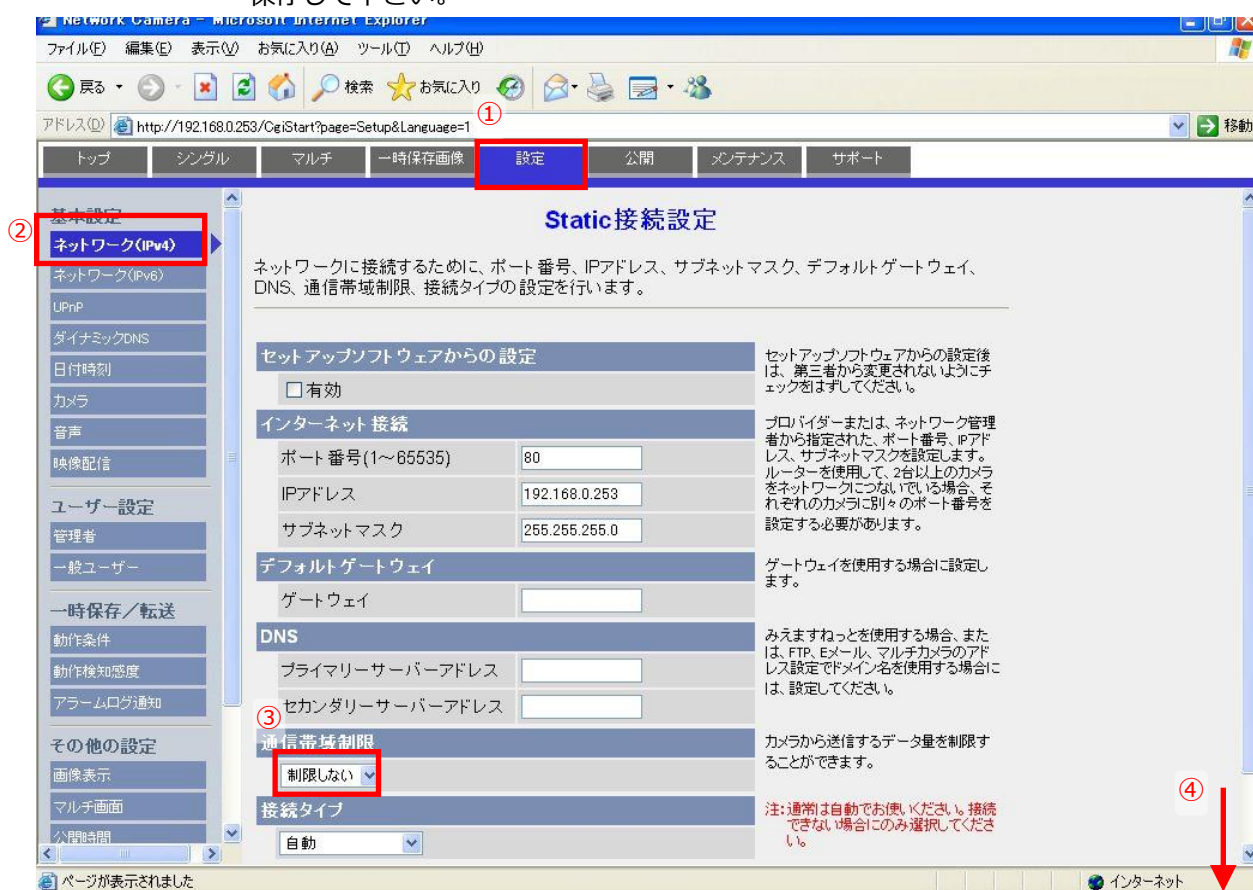 保存して下さい。
Network Camera - Microsoft Internet Explorer
ファイル(F) 編集(E) 表示(V) お気に入り(A) ツール(T) ヘルプ(H)
戻る 検索 お気に入り
①
アドレス(D) http://192.168.0.253/CgiStart?page=Setup&Language=1 移動
トップ シングル マルチ 一時保存画像 設定 公開 メンテナンス サポート
②
基本設定
ネットワーク(IPv4)
ネットワーク(IPv6)
UPnP
ダイナミックDNS
日付時刻
カメラ
音声
映像配信
ユーザー設定
管理者
一般ユーザー
一時保存／転送
動作条件
動作検知感度
アラームログ通知
その他の設定
画像表示
マルチ画面
公開時間
Static接続設定
ネットワークに接続するために、ポート番号、IPアドレス、サブネットマスク、デフォルトゲートウェイ、
DNS、通信帯域制限、接続タイプの設定を行います。
セットアップソフトウェアからの設定
有効
セットアップソフトウェアからの設定後
は、第三者から変更されないようにチ
ェックをはずしてください。
インターネット接続
ポート番号(1～65535) 80
IPアドレス 192.168.0.253
サブネットマスク 255.255.255.0
プロバイダーまたは、ネットワーク管理
者から指定された、ポート番号、IPアド
レス、サブネットマスクを設定します。
ルーターを使用して、2台以上のカメラ
をネットワークにつないでいる場合、そ
れぞれのカメラに別々のポート番号を
設定する必要があります。
デフォルトゲートウェイ
ゲートウェイ
ゲートウェイを使用する場合に設定し
ます。
DNS
プライマリーサーバーアドレス
セカンダリーサーバーアドレス
みえますねっとを使用する場合、また
は、FTP、Eメール、マルチカメラのアド
レス設定でドメイン名を使用する場合に
は、設定してください。
③
通信帯域制限
制限しない
カメラから送信するデータ量を制限す
ることができます。
接続タイプ
自動
注:通常は自動でお使いください。接続
できない場合にのみ選択してくださ
い。
④
ページが表示されました インターネット